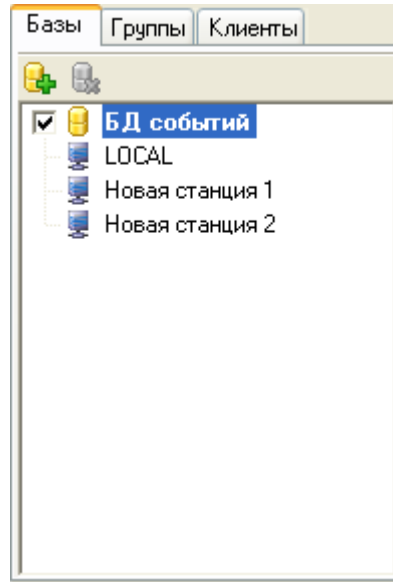 Базы Группы Клиенты
БД событий
LOCAL
Новая станция 1
Новая станция 2